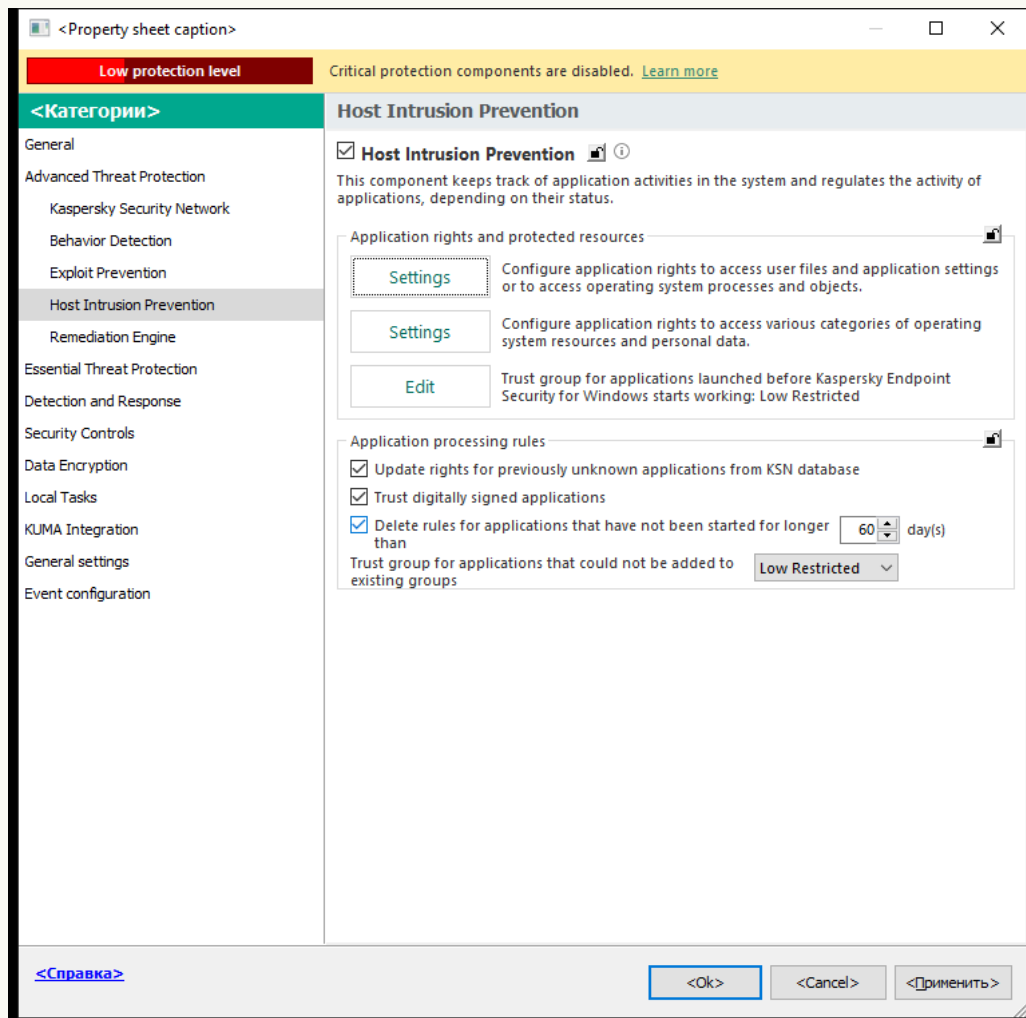 <Property sheet caption>
Low protection level
Critical protection components are disabled. Learn more
<Категории>
General
Advanced Threat Protection
Kaspersky Security Network
Behavior Detection
Exploit Prevention
Host Intrusion Prevention
Remediation Engine
Essential Threat Protection
Detection and Response
Security Controls
Data Encryption
Local Tasks
KUMA Integration
General settings
Event configuration
Host Intrusion Prevention
Host Intrusion Prevention
This component keeps track of application activities in the system and regulates the activity of
applications, depending on their status.
Application rights and protected resources
Settings
Configure application rights to access user files and application settings
or to access operating system processes and objects.
Settings
Configure application rights to access various categories of operating
system resources and personal data.
Edit
Trust group for applications launched before Kaspersky Endpoint
Security for Windows starts working: Low Restricted
Application processing rules
Update rights for previously unknown applications from KSN database
Trust digitally signed applications
Delete rules for applications that have not been started for longer
than
60
day(s)
Trust group for applications that could not be added to
existing groups
Low Restricted
<Справка>
<Ok>
<Cancel>
<Применить>